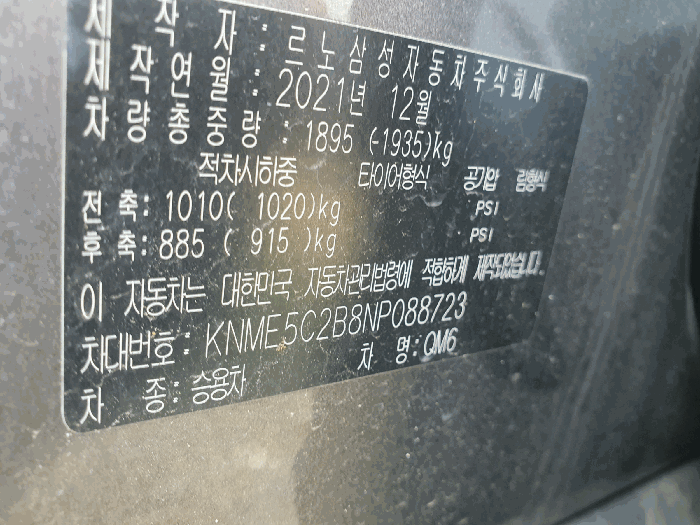 제 작 자 : 르노삼성자동차주식회사
제작연월 : 2021년 12월
차량총중량 : 1895 (-1935)kg
적차시하중 타이어형식 공기압 림형식
전 축: 1010( 1020)kg PSI
후 축: 885 ( 915 )kg PSI
이 자동차는 대한민국 자동차관리법령에 적합하게 제작되었습니다.
차대번호: KNME5C2B8NP088723
차 종: 승용차 차 명: QM6